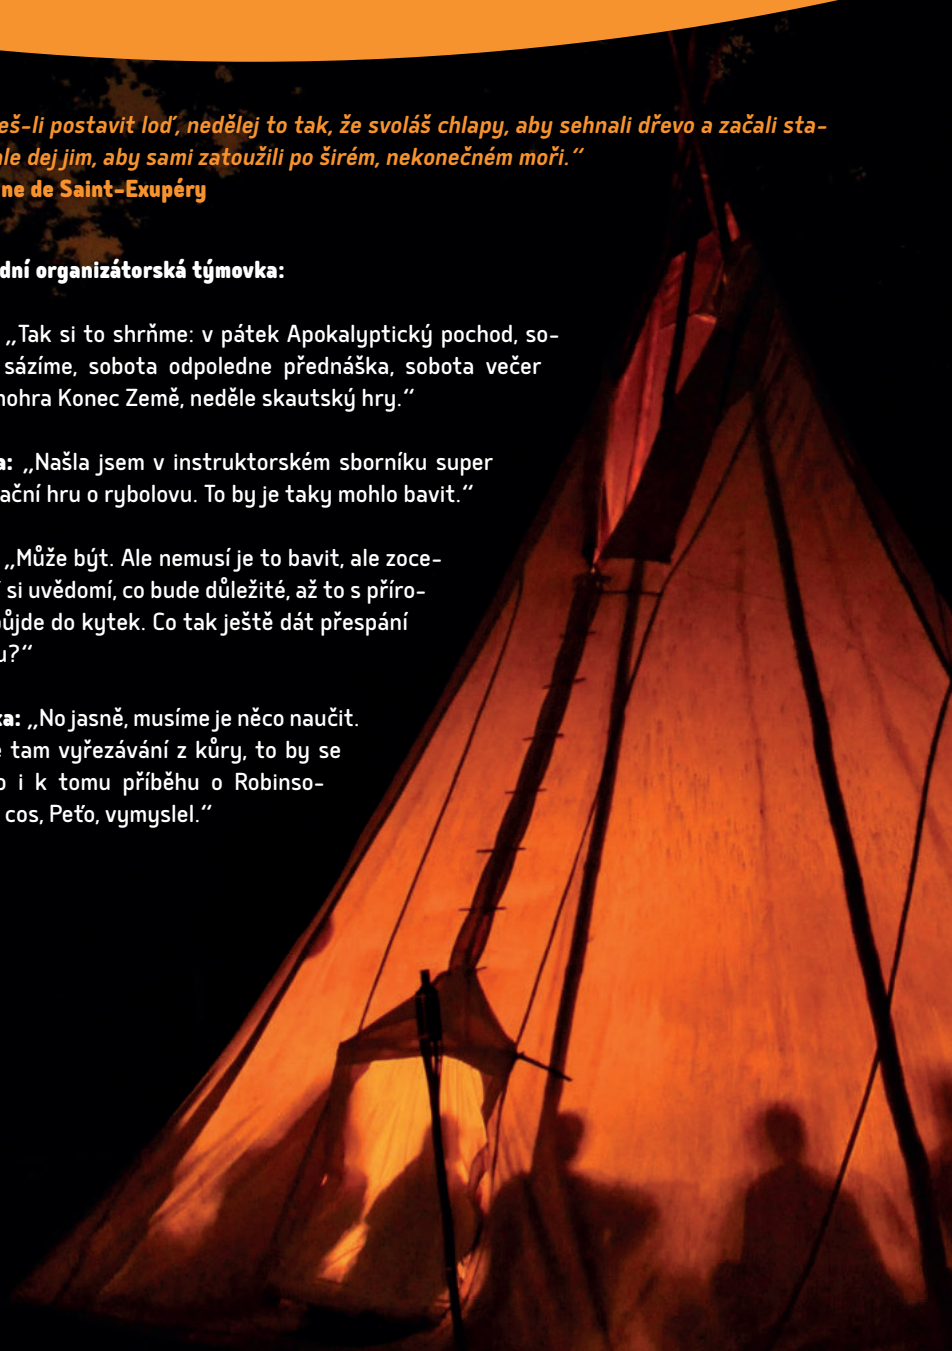 eš-li postavit loď, nedělej to tak, že svoláš chlapy, aby sehnali dřevo a začali sta-
ale dej jim, aby sami zatoužili po širém, nekonečném moři.“
ne de Saint-Exupéry
dní organizátorská týmovka:
„Tak si to shrňme: v pátek Apokalyptický pochod, so-
sázíme, sobota odpoledne přednáška, sobota večer
nohra Konec Země, neděle skautský hry.“
a: „Našla jsem v instruktorském sborníku super
ační hru o rybolovu. To by je taky mohlo bavit.“
„Může být. Ale nemusí je to bavit, ale zoce-
si uvědomí, co bude důležité, až to s příro-
půjde do kytek. Co tak ještě dát přespání
u?“
ka: „No jasně, musíme je něco naučit.
e tam vyřezávání z kůry, to by se
o i k tomu příběhu o Robinso-
cos, Peťo, vymyslel.“